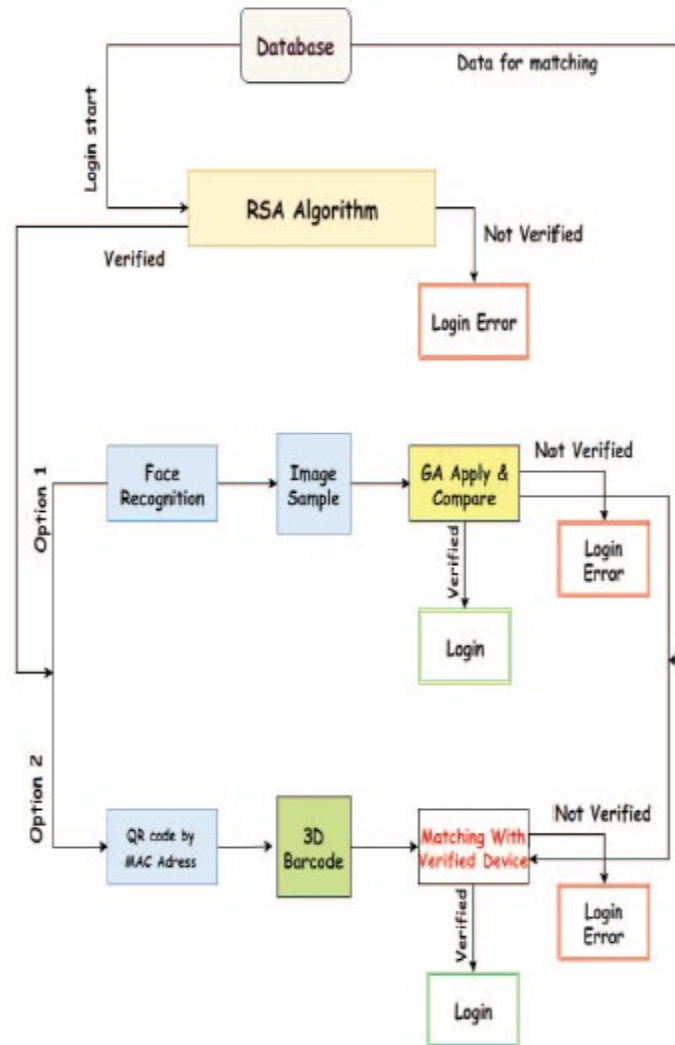 Database
Data for matching
Login start
RSA Algorithm
Verified
Not Verified
Login Error
Option 1
Face
Recognition
Image
Sample
GA Apply &
Compare
Not Verified
Login
Error
Verified
Login
Option 2
QR code by
MAC Adress
3D
Barcode
Matching With
Verified Device
Not Verified
Login
Error
Verified
Login